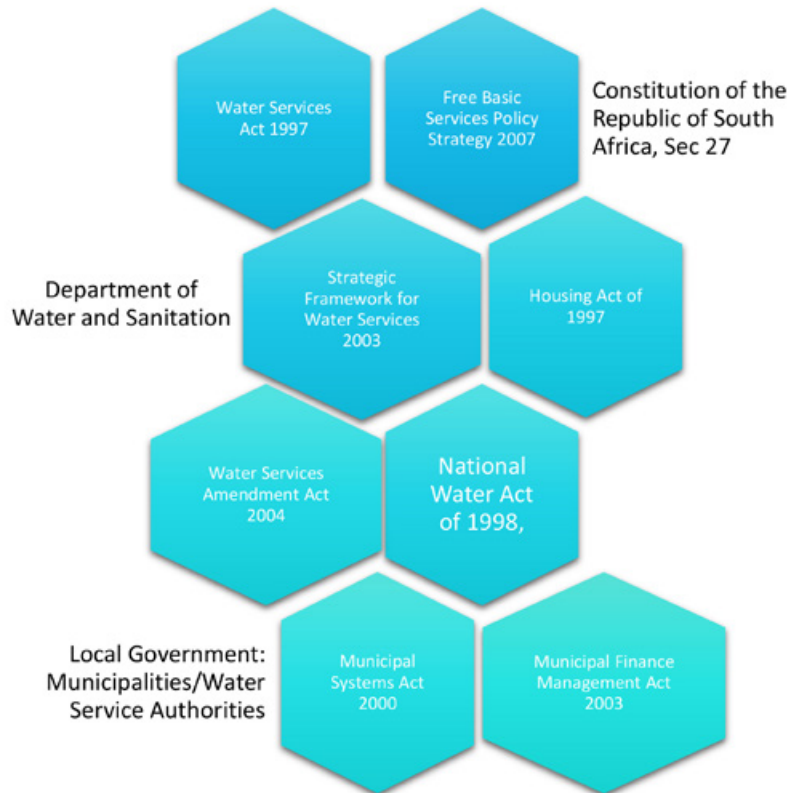 Water Services
Act 1997
Free Basic
Services Policy
Strategy 2007
Constitution of the
Republic of South
Africa, Sec 27
Department of
Water and Sanitation
Strategic
Framework for
Water Services
2003
Housing Act of
1997
Water Services
Amendment Act
2004
National
Water Act
of 1998,
Local Government:
Municipalities/Water
Service Authorities
Municipal
Systems Act
2000
Municipal Finance
Management Act
2003